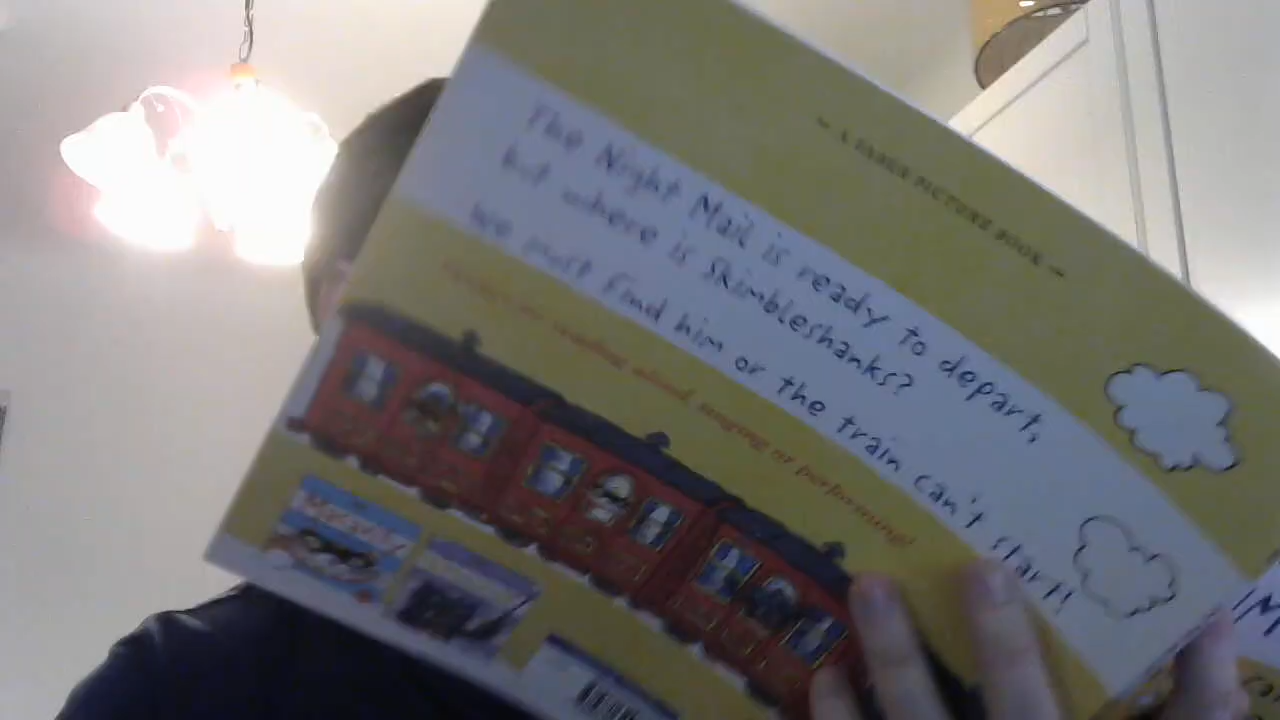 ~ A FABER PICTURE BOOK ~
The Night Mail is ready to depart,
but where is Skimbleshanks?
We must find him or the train can't start!
for reading aloud, singing or performing!